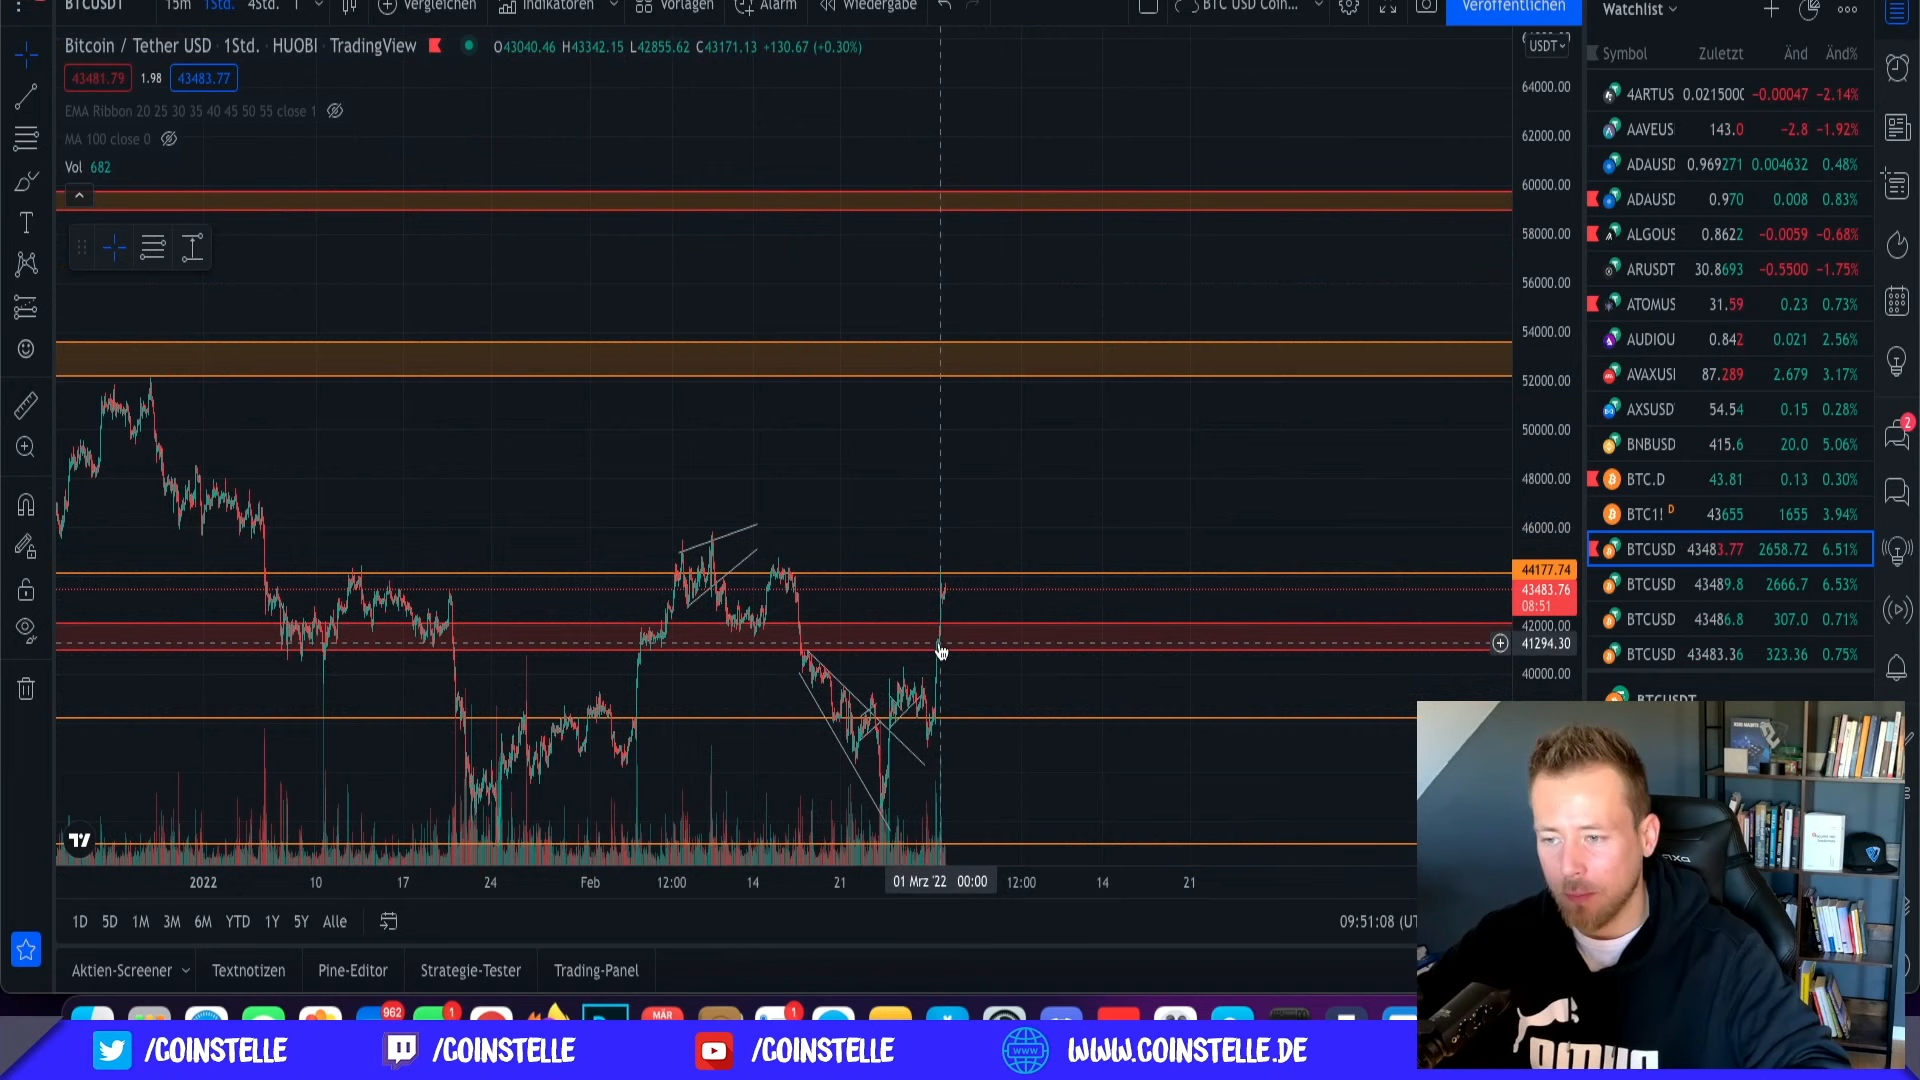 BTCUSDT 15m 1Std. 4Std. Vergleichen Indikatoren Vorlagen Alarm Wiedergabe BTC USD Coin... Veröffentlichen
Bitcoin / Tether USD · 1Std. · HUOBI · TradingView O43040.46 H43342.15 L42855.62 C43171.13 +130.67 (+0.30%)
43481.79 1.98 43483.77
EMA Ribbon 20 25 30 35 40 45 50 55 close 1
MA 100 close 0
Vol 682
USDT
64000.00
62000.00
60000.00
58000.00
56000.00
54000.00
52000.00
50000.00
48000.00
46000.00
44177.74
43483.76
08:51
42000.00
41294.30
40000.00
2022 10 17 24 Feb 12:00 14 21 01 Mrz '22 00:00 12:00 14 21
1D 5D 1M 3M 6M YTD 1Y 5Y Alle
09:51:08 (UT
Aktien-Screener Textnotizen Pine-Editor Strategie-Tester Trading-Panel
Watchlist
Symbol Zuletzt Änd Änd%
4ARTUS 0.0215000 −0.00047 −2.14%
AAVEUS 143.0 −2.8 −1.92%
ADAUSD 0.969271 0.004632 0.48%
ADAUSD 0.970 0.008 0.83%
ALGOUS 0.8622 −0.0059 −0.68%
ARUSDT 30.8693 −0.5500 −1.75%
ATOMUS 31.59 0.23 0.73%
AUDIOU 0.842 0.021 2.56%
AVAXUSI 87.289 2.679 3.17%
AXSUSD 54.54 0.15 0.28%
BNBUSD 415.6 20.0 5.06%
BTC.D 43.81 0.13 0.30%
BTC1! D 43655 1655 3.94%
BTCUSD 43483.77 2658.72 6.51%
BTCUSD 43489.8 2666.7 6.53%
BTCUSD 43486.8 307.0 0.71%
BTCUSD 43483.36 323.36 0.75%
BTCUSDT
2
962
1
MÄR
1
AXA
/COINSTELLE /COINSTELLE /COINSTELLE WWW.COINSTELLE.DE